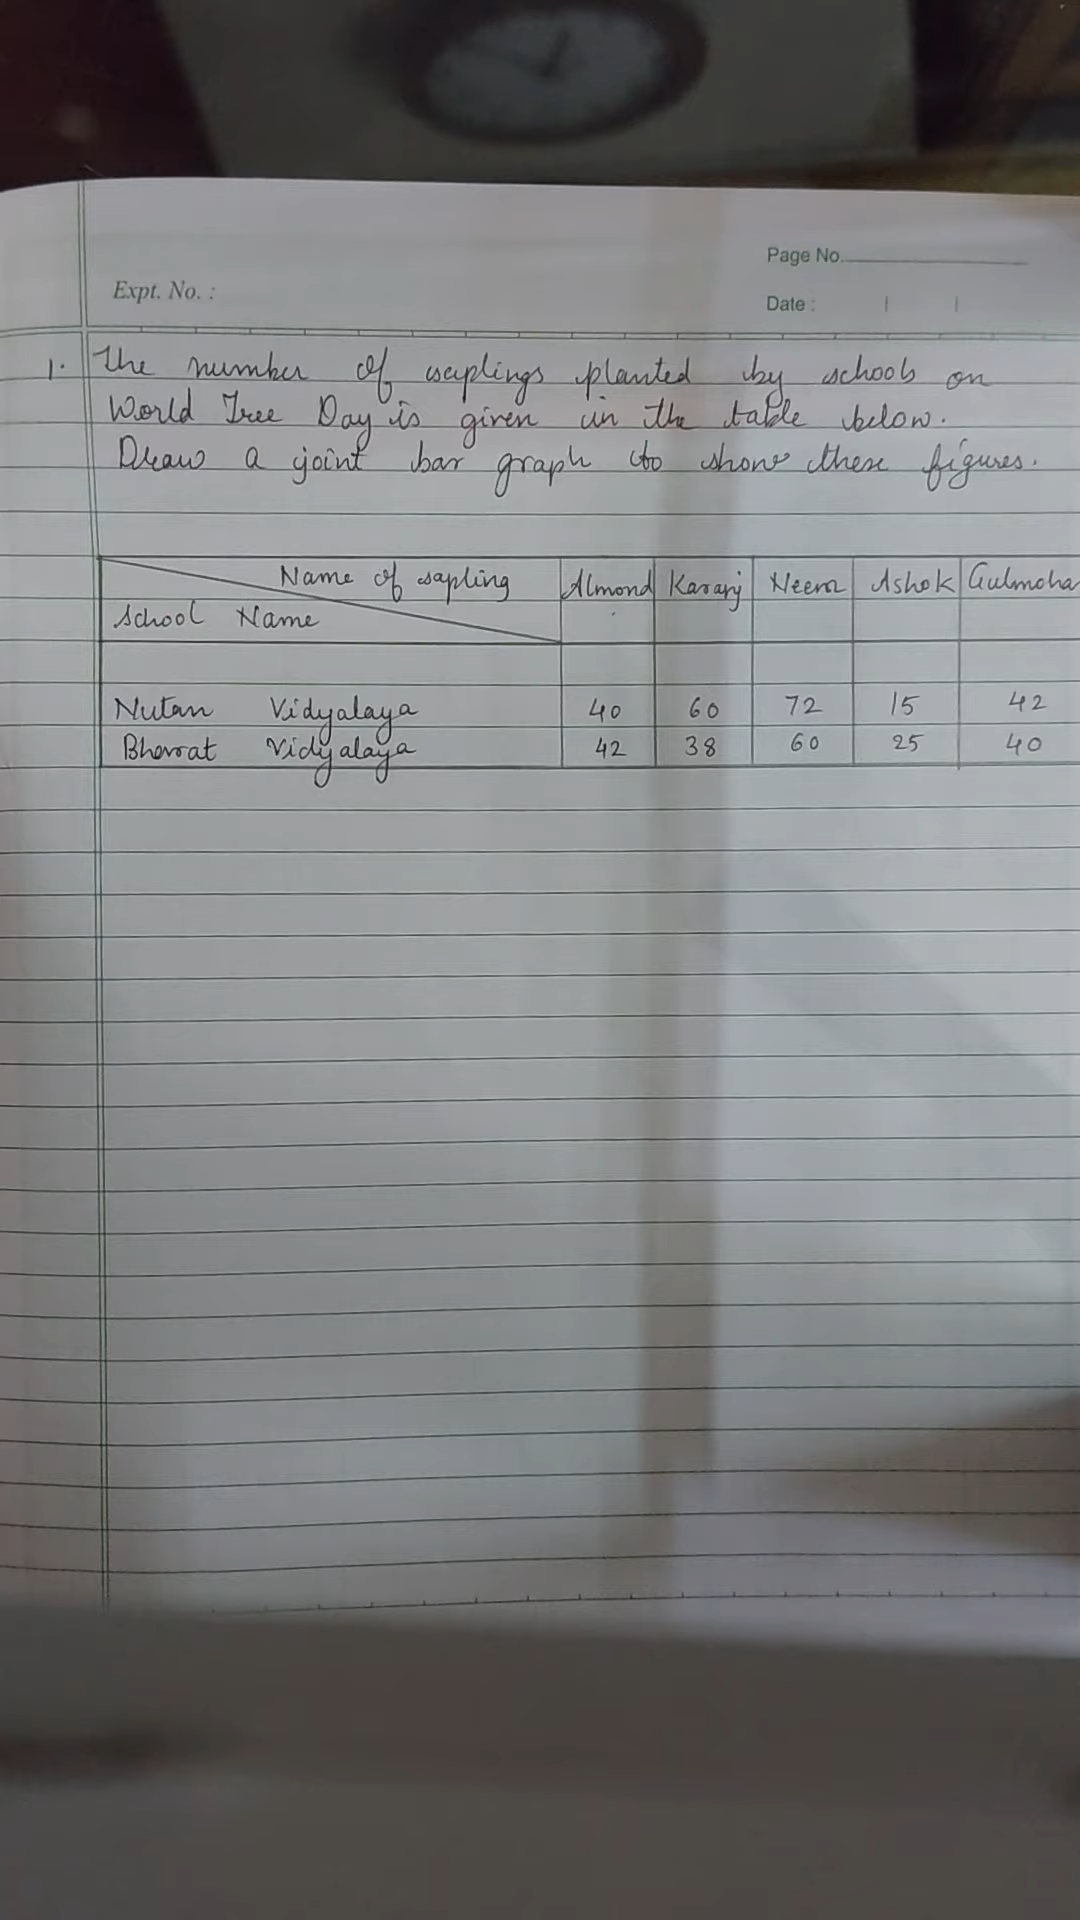 Page No.
Expt. No. :
Date :
1. The number of saplings planted by schools on
World Tree Day is given in the table below.
Draw a joint bar graph to show these figures.
Name of sapling Almond Karanj Neem Ashok Gulmoha
School Name
Nutan Vidyalaya 40 60 72 15 42
Bharat Vidyalaya 42 38 60 25 40